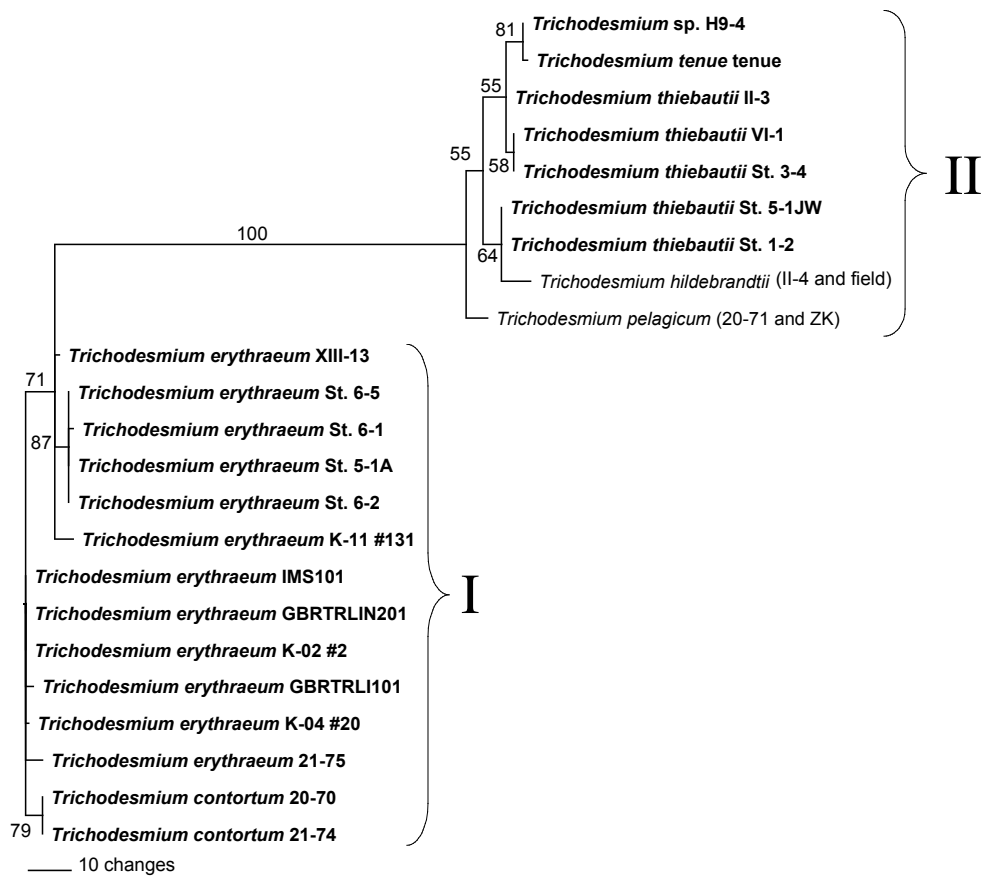 81 Trichodesmium sp. H9-4
Trichodesmium tenue tenue
55 Trichodesmium thiebautii II-3
Trichodesmium thiebautii VI-1
55
58 Trichodesmium thiebautii St. 3-4
II
Trichodesmium thiebautii St. 5-1JW
100
64 Trichodesmium thiebautii St. 1-2
Trichodesmium hildebrandtii (II-4 and field)
Trichodesmium pelagicum (20-71 and ZK)
Trichodesmium erythraeum XIII-13
71
Trichodesmium erythraeum St. 6-5
Trichodesmium erythraeum St. 6-1
87
Trichodesmium erythraeum St. 5-1A
Trichodesmium erythraeum St. 6-2
Trichodesmium erythraeum K-11 #131
Trichodesmium erythraeum IMS101
I
Trichodesmium erythraeum GBRTRLIN201
Trichodesmium erythraeum K-02 #2
Trichodesmium erythraeum GBRTRLI101
Trichodesmium erythraeum K-04 #20
Trichodesmium erythraeum 21-75
Trichodesmium contortum 20-70
79 Trichodesmium contortum 21-74
10 changes